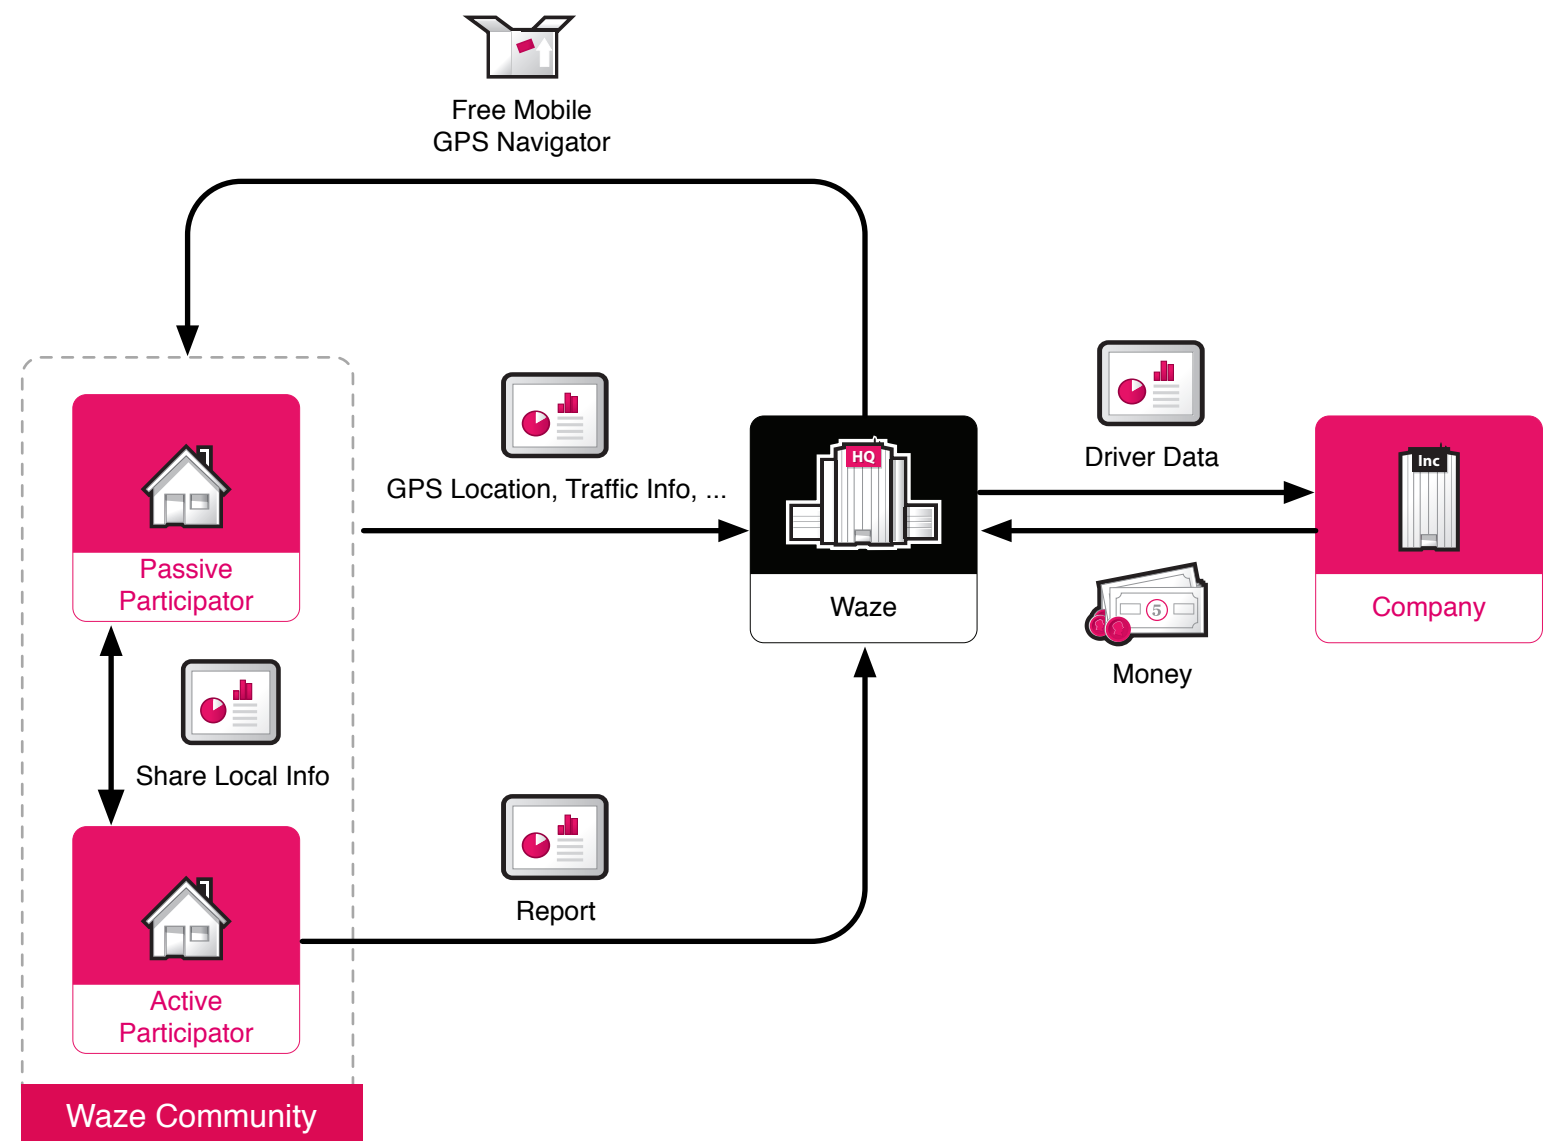 Free Mobile
GPS Navigator
GPS Location, Traffic Info, ...
HQ
Waze
Driver Data
Inc
Company
5
Money
Passive
Participator
Share Local Info
Report
Active
Participator
Waze Community